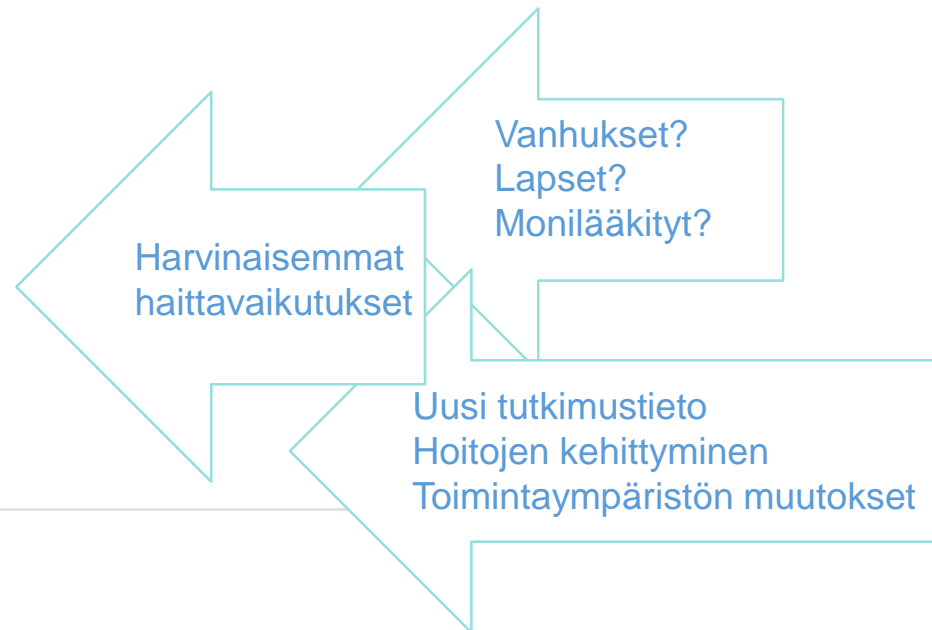 Vanhukset?
Lapset?
Monilääkityt?
Harvinaisemmat
haittavaikutukset
Uusi tutkimustieto
Hoitojen kehittyminen
Toimintaympäristön muutokset